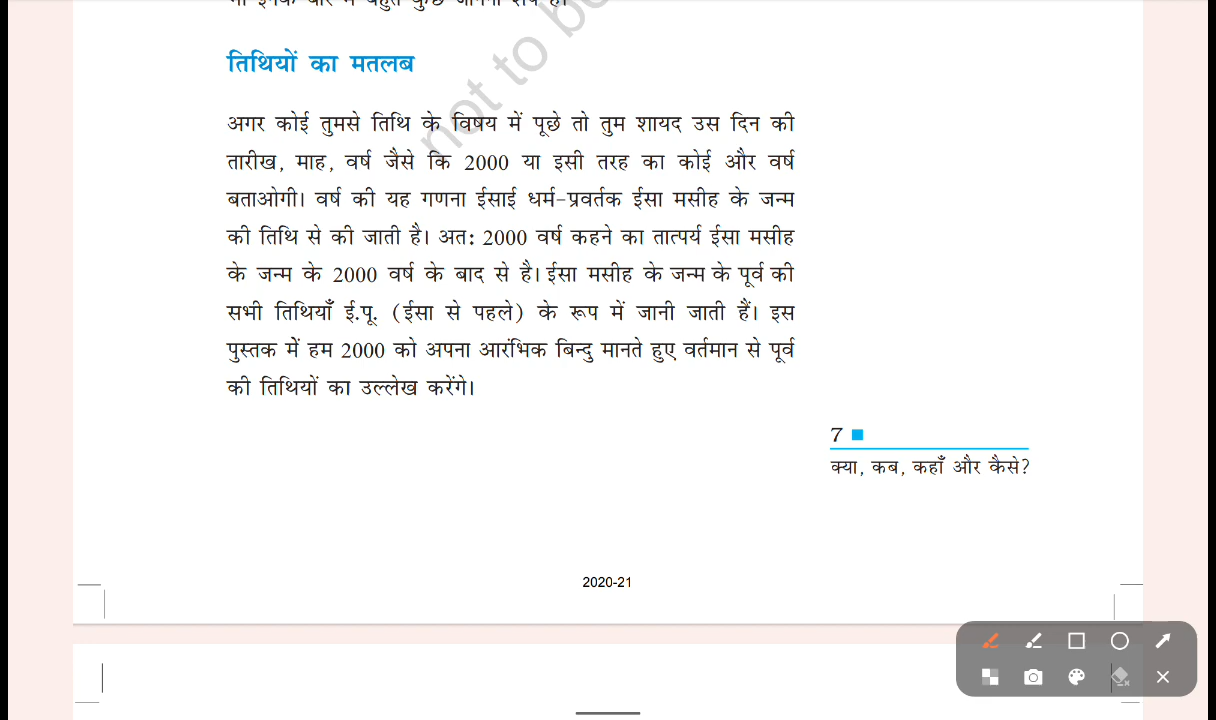 तिथियों का मतलब
not to be
अगर कोई तुमसे तिथि के विषय में पूछे तो तुम शायद उस दिन की
तारीख, माह, वर्ष जैसे कि 2000 या इसी तरह का कोई और वर्ष
बताओगी। वर्ष की यह गणना ईसाई धर्म-प्रवर्तक ईसा मसीह के जन्म
की तिथि से की जाती है। अत: 2000 वर्ष कहने का तात्पर्य ईसा मसीह
के जन्म के 2000 वर्ष के बाद से है। ईसा मसीह के जन्म के पूर्व की
सभी तिथियाँ ई.पू. (ईसा से पहले) के रूप में जानी जाती हैं। इस
पुस्तक में हम 2000 को अपना आरंभिक बिन्दु मानते हुए वर्तमान से पूर्व
की तिथियों का उल्लेख करेंगे।
7
क्या, कब, कहाँ और कैसे?
2020-21